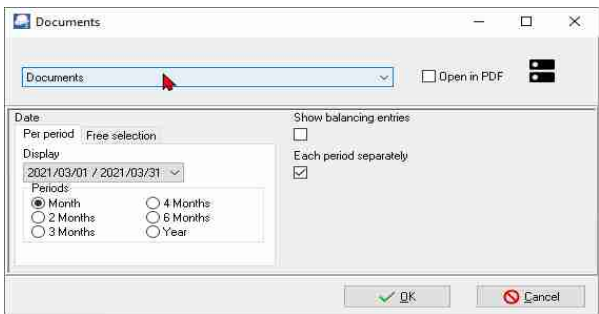 Documents
Documents
Open in PDF
Date
Per period Free selection
Display
2021/03/01 / 2021/03/31
Periods
Month 4 Months
2 Months 6 Months
3 Months Year
Show balancing entries
Each period separately
OK Cancel